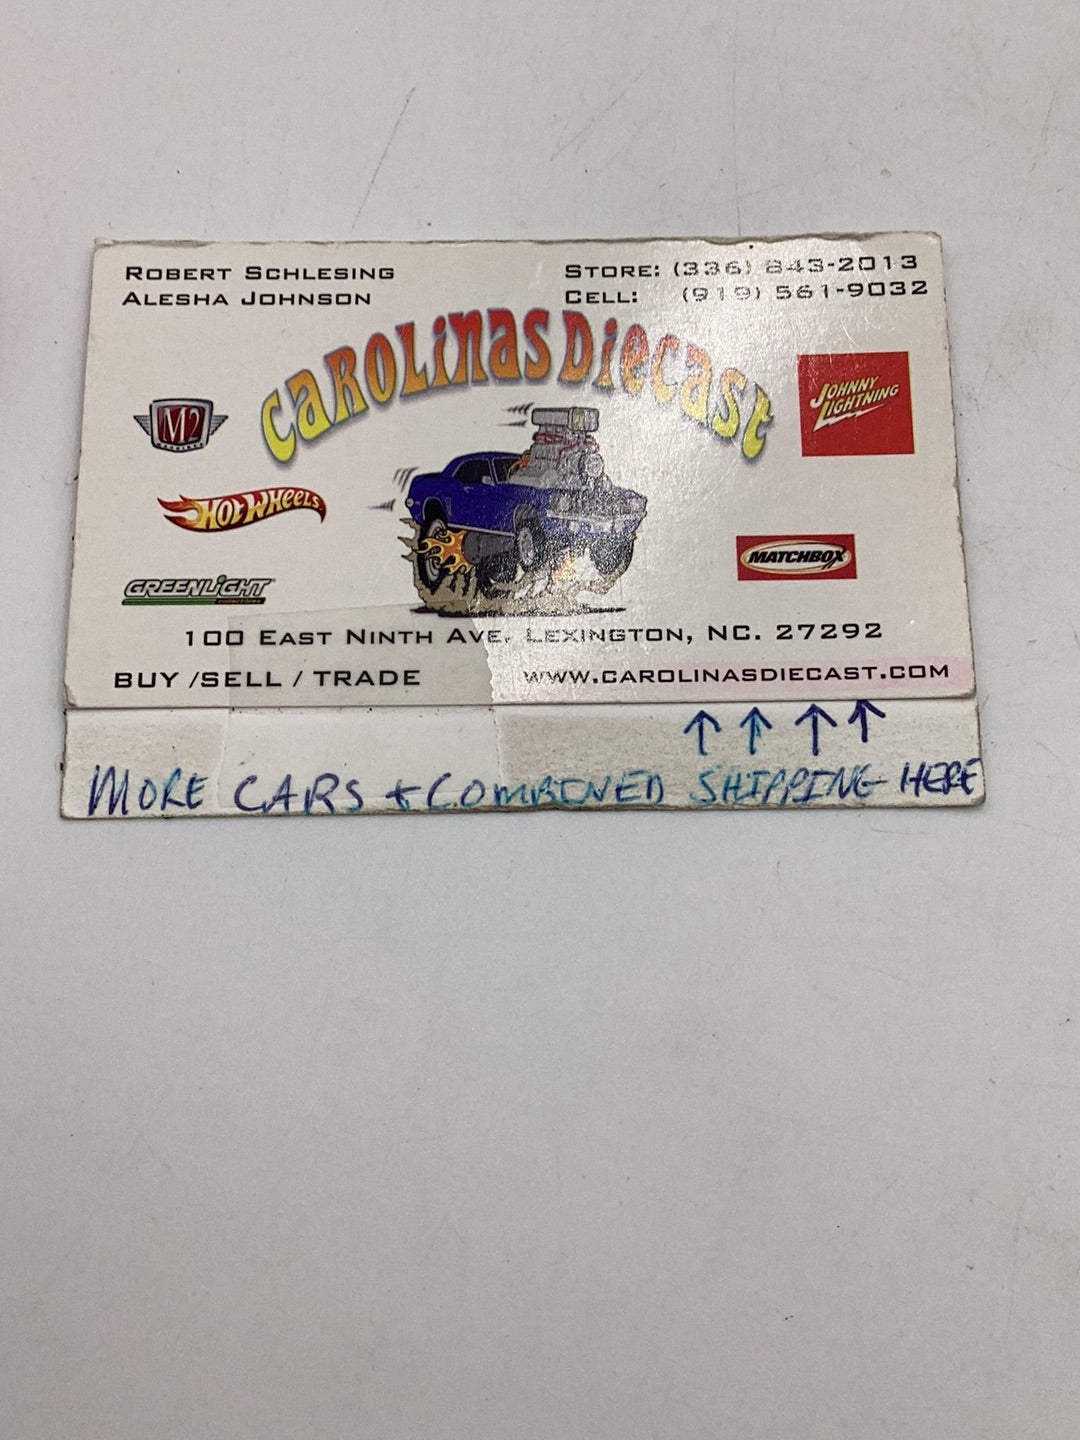 ROBERT SCHLESING
ALESHA JOHNSON
STORE: (336) 843-2013
CELL: (919) 561-9032
CAROLINAS DIECAST
M2
MACHINES
JOHNNY
LIGHTNING
HOT WHEELS
MATCHBOX
GREENLIGHT
collectibles
100 EAST NINTH AVE. LEXINGTON, NC. 27292
BUY /SELL / TRADE
WWW.CAROLINASDIECAST.COM
↑ ↑ ↑ ↑
MORE CARS + COMBINED SHIPPING HERE